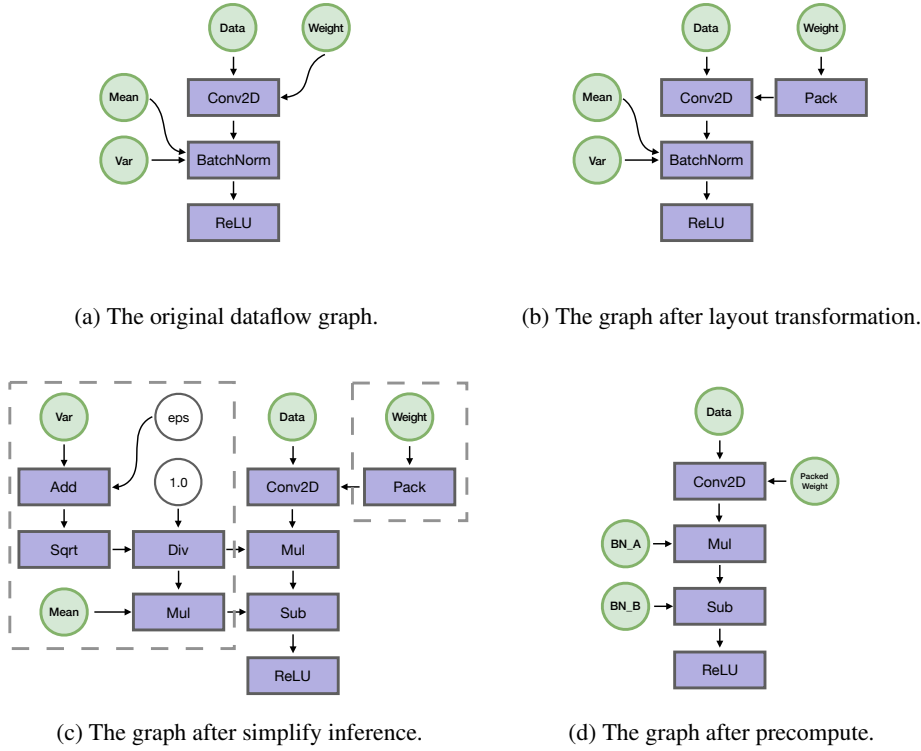 Data
Weight
Mean
Conv2D
Var
BatchNorm
ReLU
(a) The original dataflow graph.
Data
Weight
Mean
Conv2D
Pack
Var
BatchNorm
ReLU
(b) The graph after layout transformation.
Var
eps
Data
Weight
Add
1.0
Conv2D
Pack
Sqrt
Div
Mul
Mean
Mul
Sub
ReLU
(c) The graph after simplify inference.
Data
Conv2D
Packed
Weight
BN_A
Mul
BN_B
Sub
ReLU
(d) The graph after precompute.